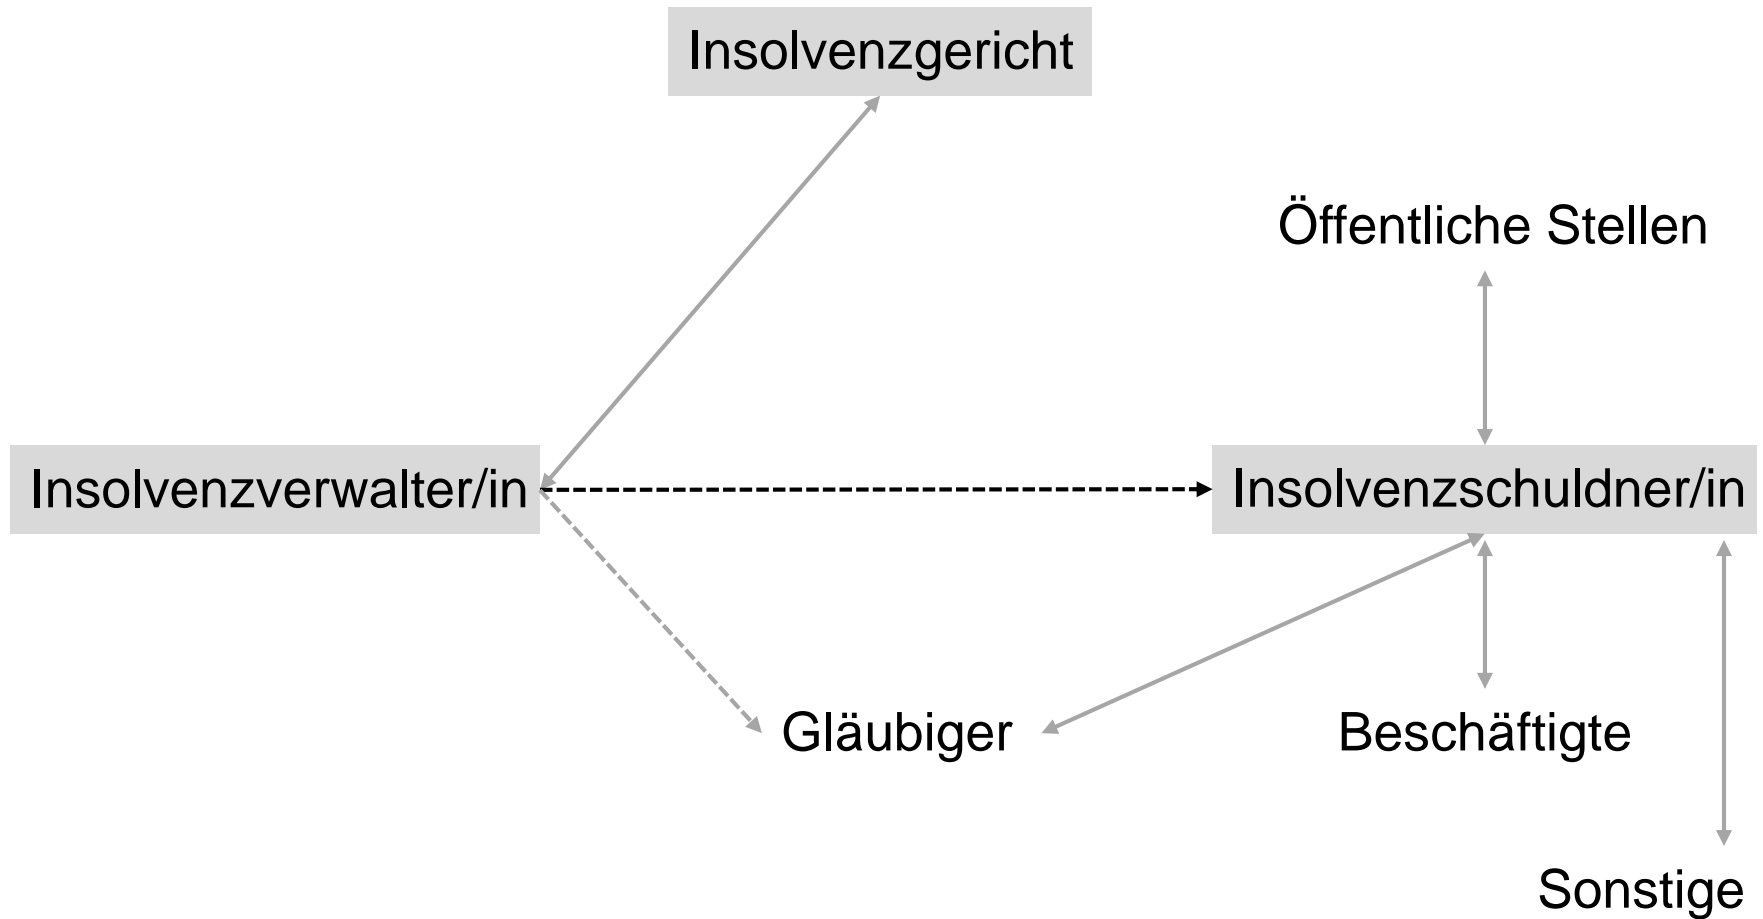 Insolvenzgericht
Öffentliche Stellen
Insolvenzverwalter/in
Insolvenzschuldner/in
Gläubiger
Beschäftigte
Sonstige